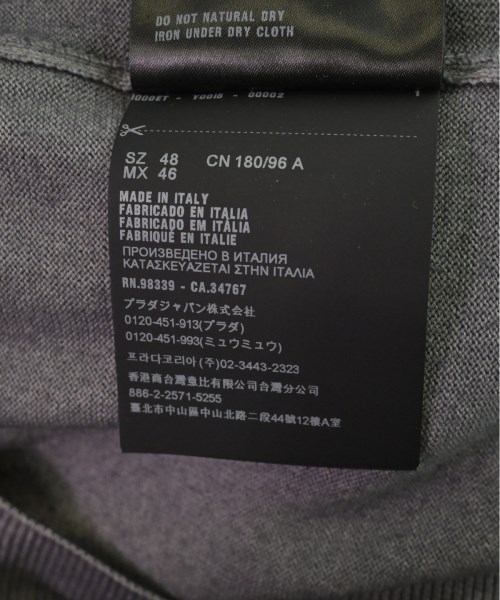 DO NOT NATURAL DRY
IRON UNDER DRY CLOTH
SZ 48 CN 180/96 A
MX 46
MADE IN ITALY
FABRICADO EN ITALIA
FABRICADO EM ITÁLIA
FABRIQUÉ EN ITALIE
ПРОИЗВЕДЕНО В ИТАЛИЯ
ΚΑΤΑΣΚΕΥΑΖΕΤΑΙ ΣΤΗΝ ΙΤΑΛΙΑ
RN.98339 - CA.34767
プラダジャパン株式会社
0120-451-913(プラダ)
0120-451-993(ミュウミュウ)
프라다코리아(주)02-3443-2323
香港商台灣意比有限公司台灣分公司
886-2-2571-5255
臺北市中山區中山北路二段44號12樓A室